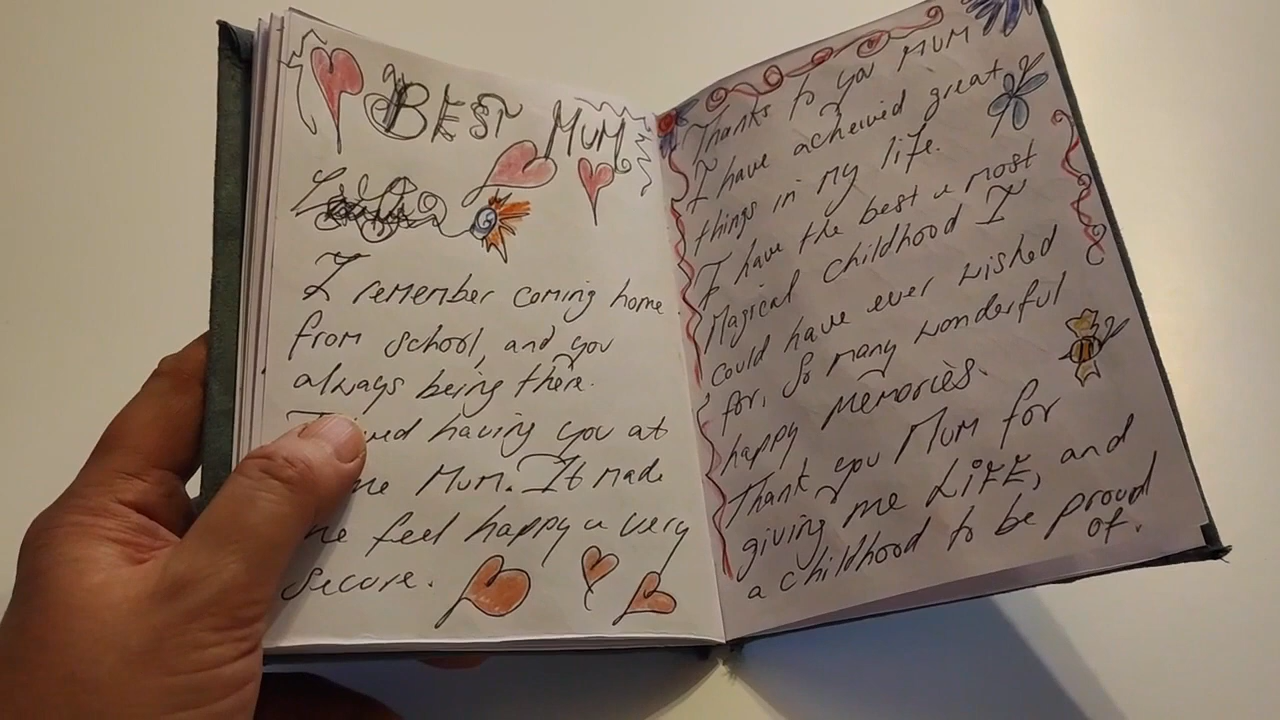 BEST MUM
I remember coming home
from school, and you
always being there.
having you at
Mum. It made
feel happy & very
secure.
Thanks to you MUM
I have acheived great
things in my life.
I have the best & most
Magical childhood I
could have ever wished
for, So many wonderful
happy memories.
Thank you Mum for
giving me LIFE, and
a childhood to be proud
of.